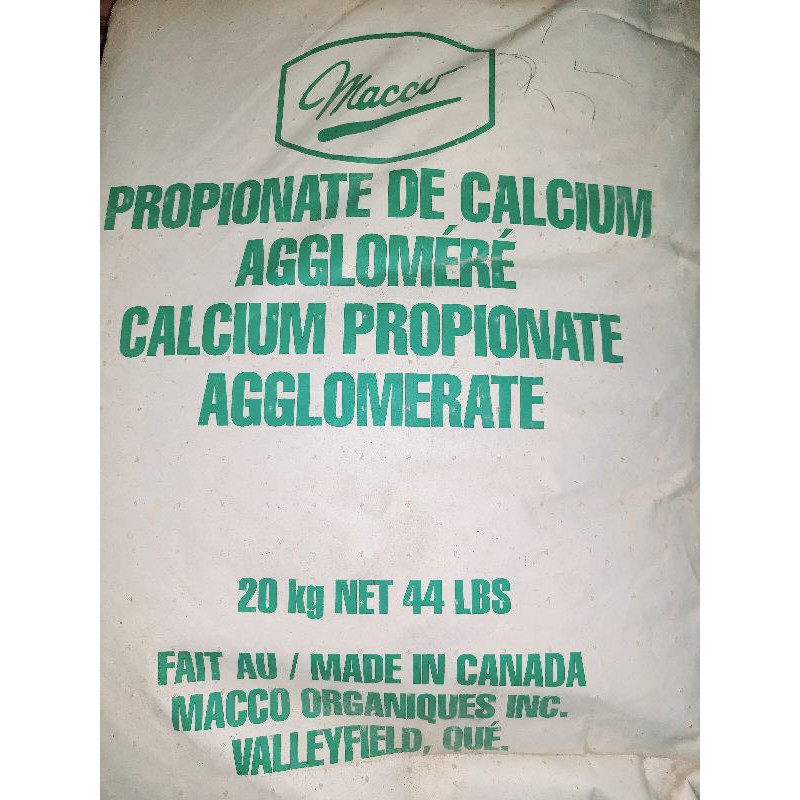 Macco
PROPIONATE DE CALCIUM
AGGLOMÉRÉ
CALCIUM PROPIONATE
AGGLOMERATE
20 kg NET 44 LBS
FAIT AU / MADE IN CANADA
MACCO ORGANIQUES INC.
VALLEYFIELD, QUÉ.